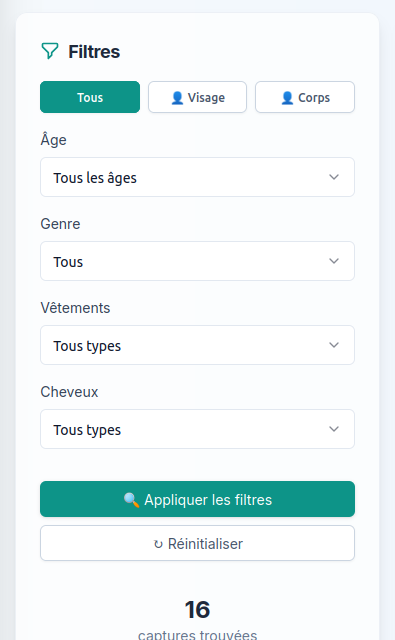 Filtres
Tous
👤 Visage
👤 Corps
Âge
Tous les âges
Genre
Tous
Vêtements
Tous types
Cheveux
Tous types
🔍 Appliquer les filtres
↻ Réinitialiser
16
captures trouvées